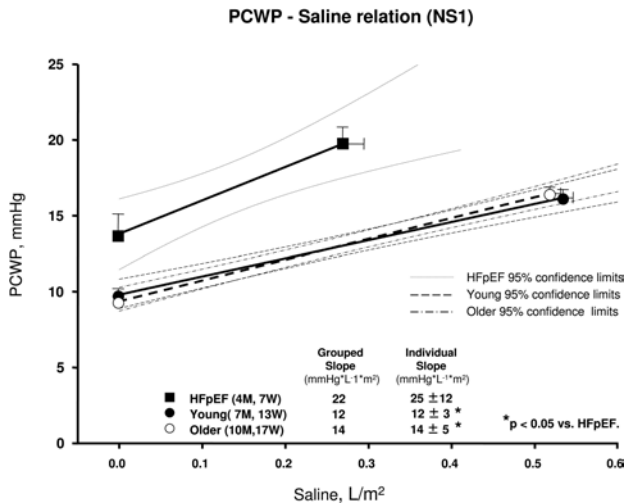 PCWP - Saline relation (NS1)
25
20
15
10
5
0
PCWP, mmHg
HFpEF 95% confidence limits
Young 95% confidence limits
Older 95% confidence limits
Grouped Individual
Slope Slope
(mmHg*L-1*m²) (mmHg*L-¹*m²)
HFpEF (4M, 7W) 22 25 ±12
Young( 7M, 13W) 12 12 ± 3 *
Older (10M,17W) 14 14 ± 5 *
*p < 0.05 vs. HFpEF.
0.0 0.1 0.2 0.3 0.4 0.5 0.6
Saline, L/m²